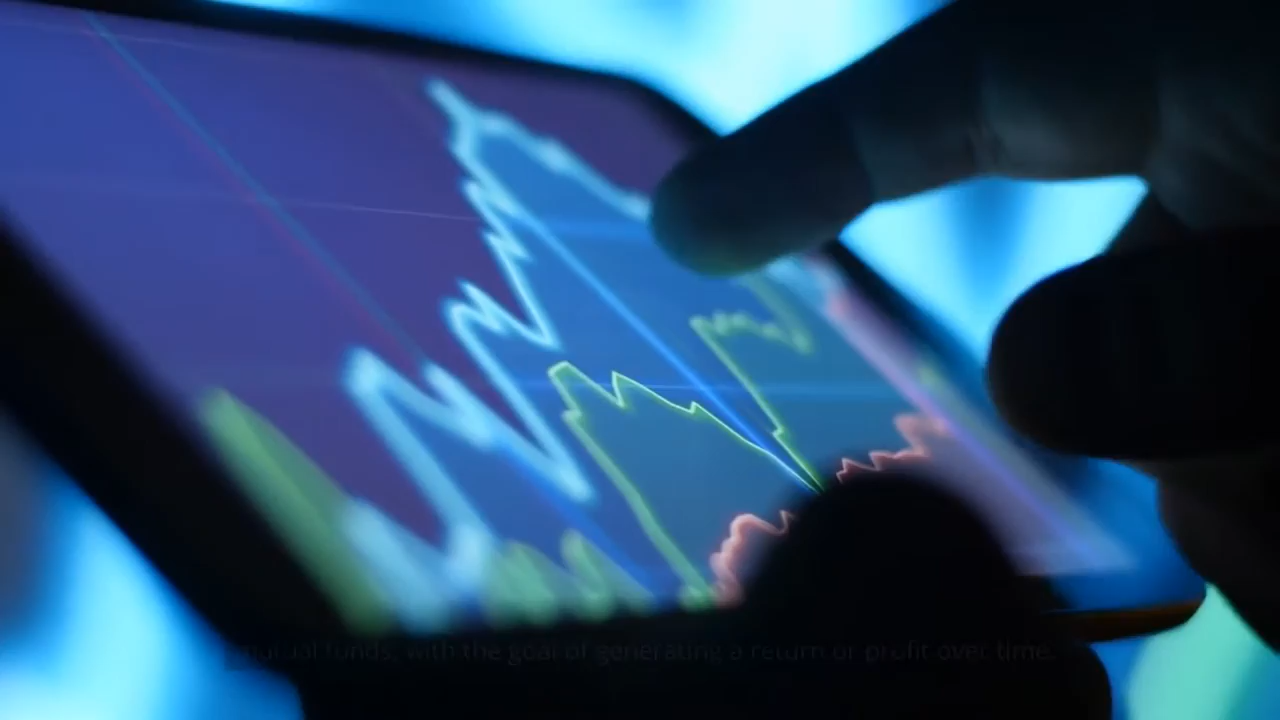 mutual funds, with the goal of generating a return or profit over time.